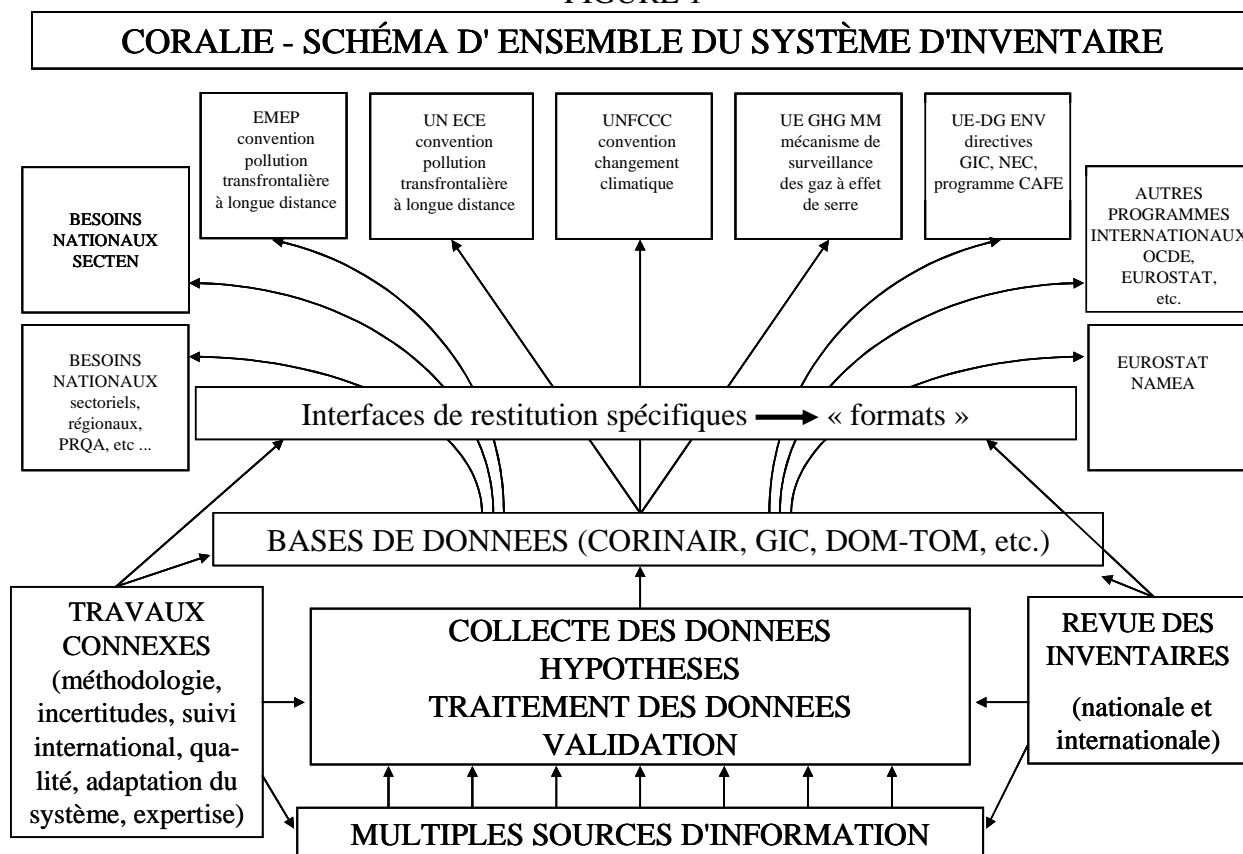 FIGURE 1
CORALIE - SCHÉMA D' ENSEMBLE DU SYSTÈME D'INVENTAIRE
EMEP
convention
pollution
transfrontalière
à longue distance
UN ECE
convention
pollution
transfrontalière
à longue distance
UNFCCC
convention
changement
climatique
UE GHG MM
mécanisme de
surveillance
des gaz à effet
de serre
UE-DG ENV
directives
GIC, NEC,
programme CAFE
BESOINS
NATIONAUX
SECTEN
AUTRES
PROGRAMMES
INTERNATIONAUX
OCDE,
EUROSTAT,
etc.
BESOINS
NATIONAUX
sectoriels,
régionaux,
PRQA, etc ...
EUROSTAT
NAMEA
Interfaces de restitution spécifiques → « formats »
BASES DE DONNEES (CORINAIR, GIC, DOM-TOM, etc.)
TRAVAUX
CONNEXES
(méthodologie,
incertitudes, suivi
international, qua-
lité, adaptation du
système, expertise)
COLLECTE DES DONNEES
HYPOTHESES
TRAITEMENT DES DONNEES
VALIDATION
REVUE DES
INVENTAIRES
(nationale et
internationale)
MULTIPLES SOURCES D'INFORMATION